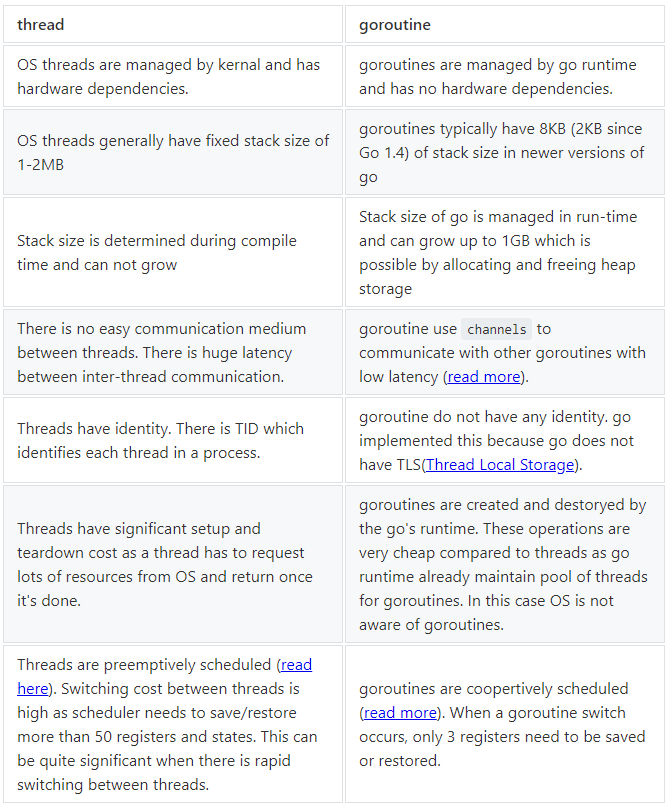 thread
goroutine
OS threads are managed by kernal and has
hardware dependencies.
goroutines are managed by go runtime
and has no hardware dependencies.
OS threads generally have fixed stack size of
1-2MB
goroutines typically have 8KB (2KB since
Go 1.4) of stack size in newer versions of
go
Stack size is determined during compile
time and can not grow
Stack size of go is managed in run-time
and can grow up to 1GB which is
possible by allocating and freeing heap
storage
There is no easy communication medium
between threads. There is huge latency
between inter-thread communication.
goroutine use channels to
communicate with other goroutines with
low latency (read more).
Threads have identity. There is TID which
identifies each thread in a process.
goroutine do not have any identity. go
implemented this because go does not
have TLS(Thread Local Storage).
Threads have significant setup and
teardown cost as a thread has to request
lots of resources from OS and return once
it's done.
goroutines are created and destoryed by
the go's runtime. These operations are
very cheap compared to threads as go
runtime already maintain pool of threads
for goroutines. In this case OS is not
aware of goroutines.
Threads are preemptively scheduled (read
here). Switching cost between threads is
high as scheduler needs to save/restore
more than 50 registers and states. This can
be quite significant when there is rapid
switching between threads.
goroutines are coopertively scheduled
(read more). When a goroutine switch
occurs, only 3 registers need to be saved
or restored.